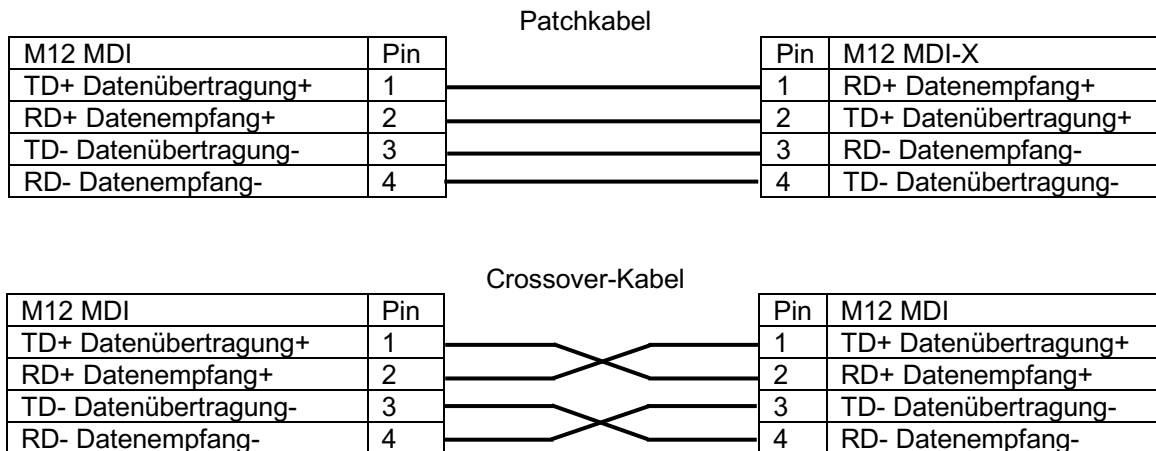 Patchkabel
M12 MDI Pin Pin M12 MDI-X
TD+ Datenübertragung+ 1 1 RD+ Datenempfang+
RD+ Datenempfang+ 2 2 TD+ Datenübertragung+
TD- Datenübertragung- 3 3 RD- Datenempfang-
RD- Datenempfang- 4 4 TD- Datenübertragung-
Crossover-Kabel
M12 MDI Pin Pin M12 MDI
TD+ Datenübertragung+ 1 1 TD+ Datenübertragung+
RD+ Datenempfang+ 2 2 RD+ Datenempfang+
TD- Datenübertragung- 3 3 TD- Datenübertragung-
RD- Datenempfang- 4 4 RD- Datenempfang-